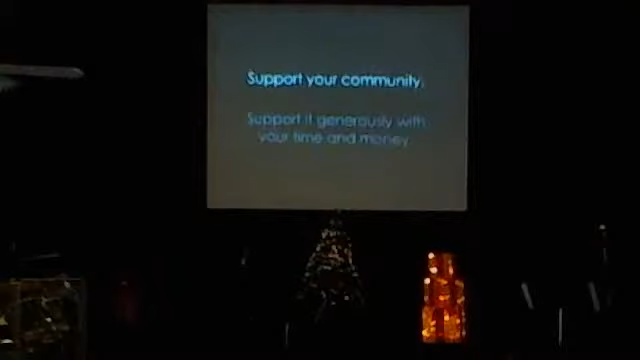 Support your community.
Support it generously with
your time and money.